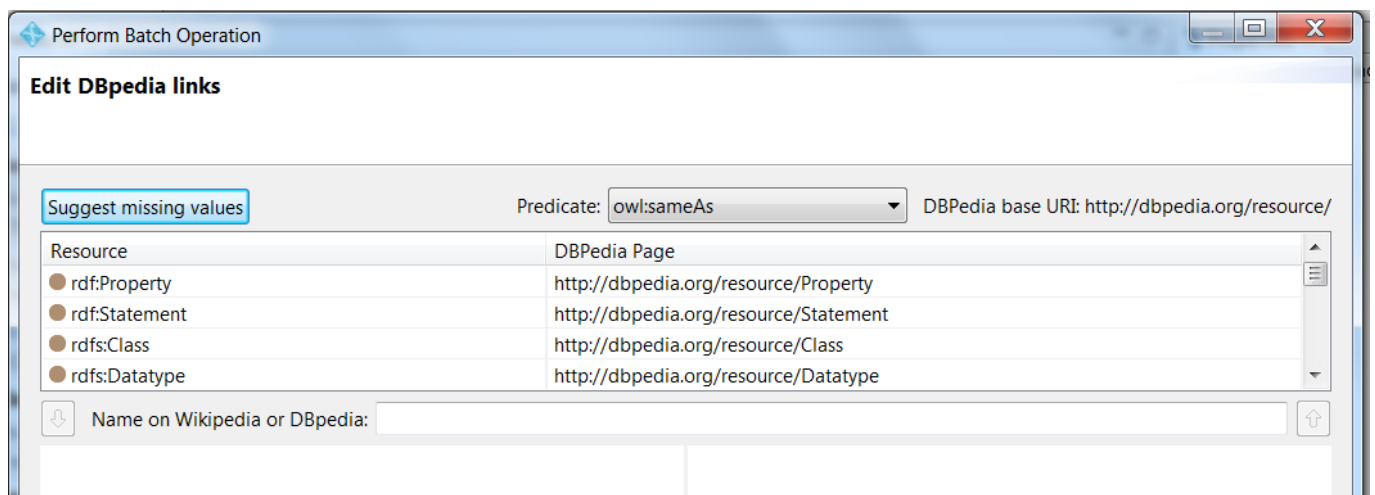 Perform Batch Operation
Edit DBpedia links
Suggest missing values Predicate: owl:sameAs DBPedia base URI: http://dbpedia.org/resource/
Resource DBPedia Page
rdf:Property http://dbpedia.org/resource/Property
rdf:Statement http://dbpedia.org/resource/Statement
rdfs:Class http://dbpedia.org/resource/Class
rdfs:Datatype http://dbpedia.org/resource/Datatype
Name on Wikipedia or DBpedia: